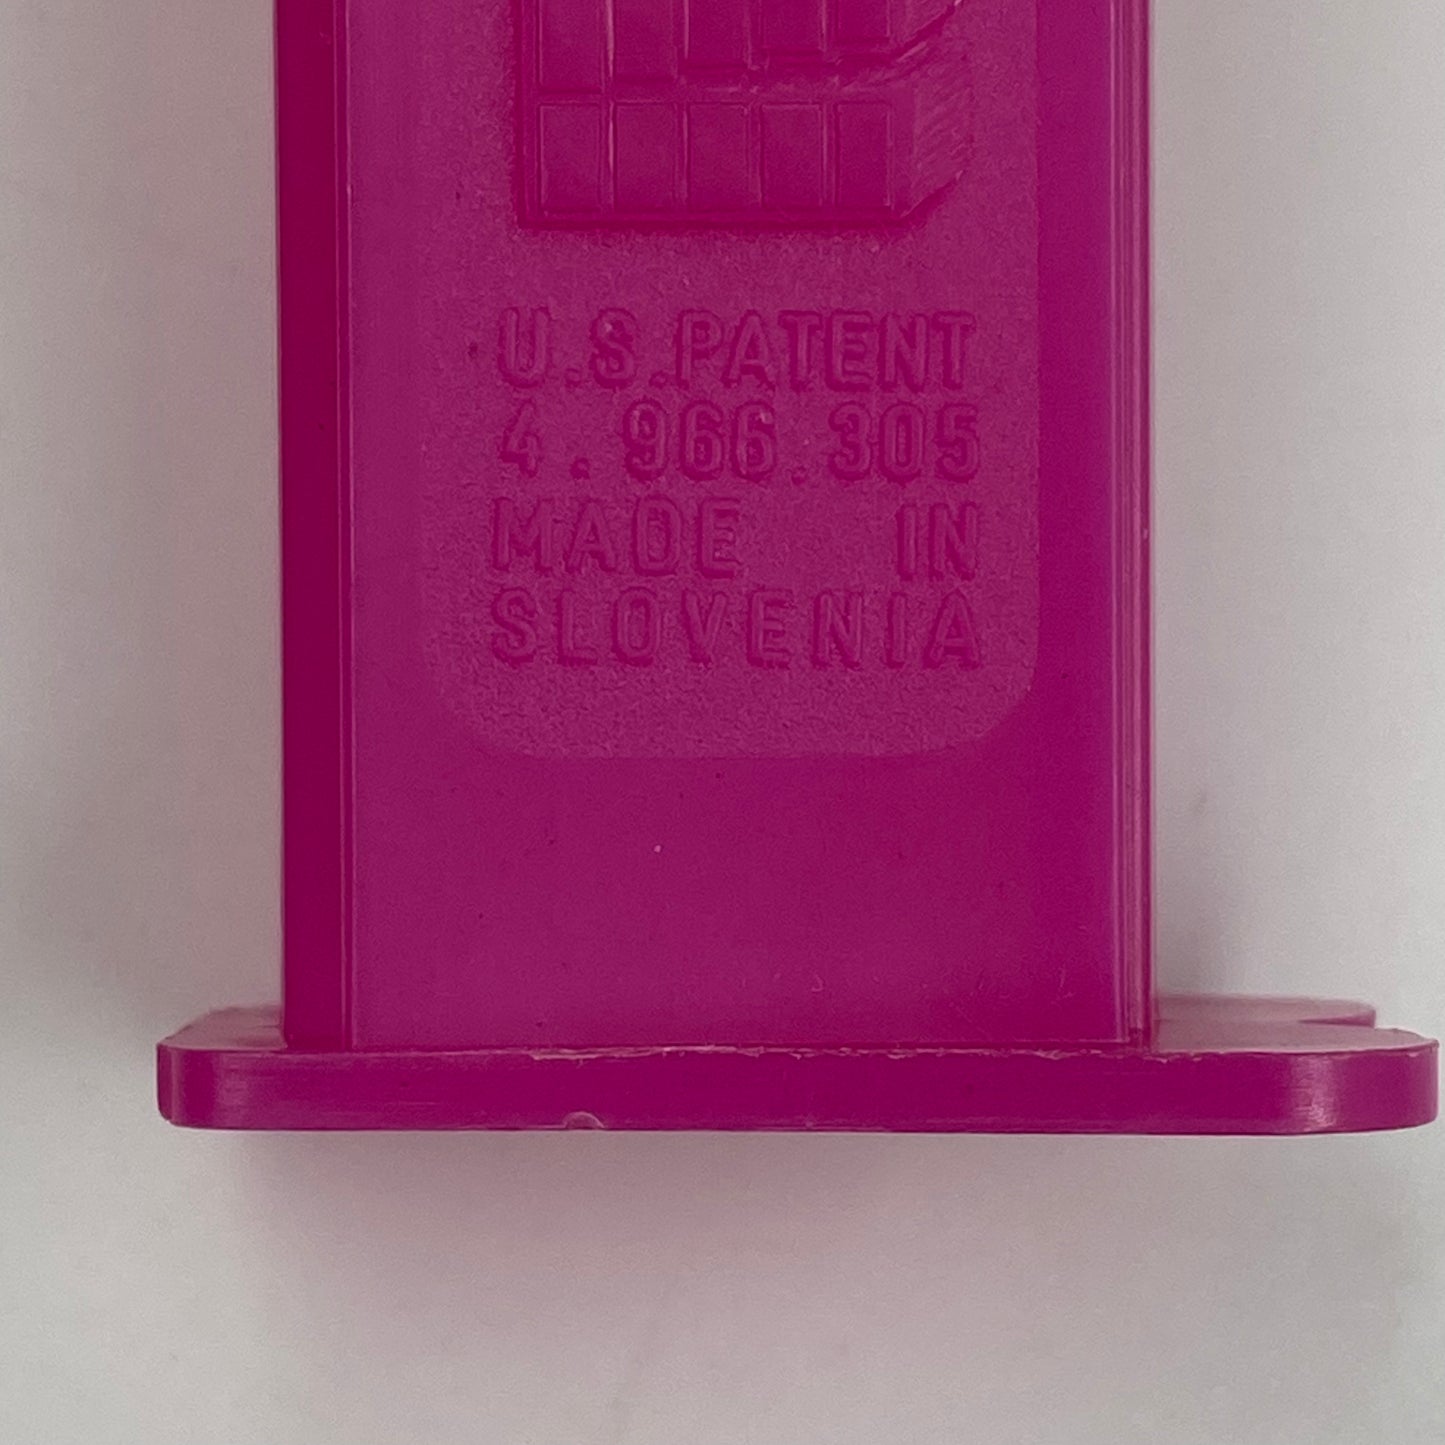 U.S.PATENT
4.966.305
MADE IN
SLOVENIA